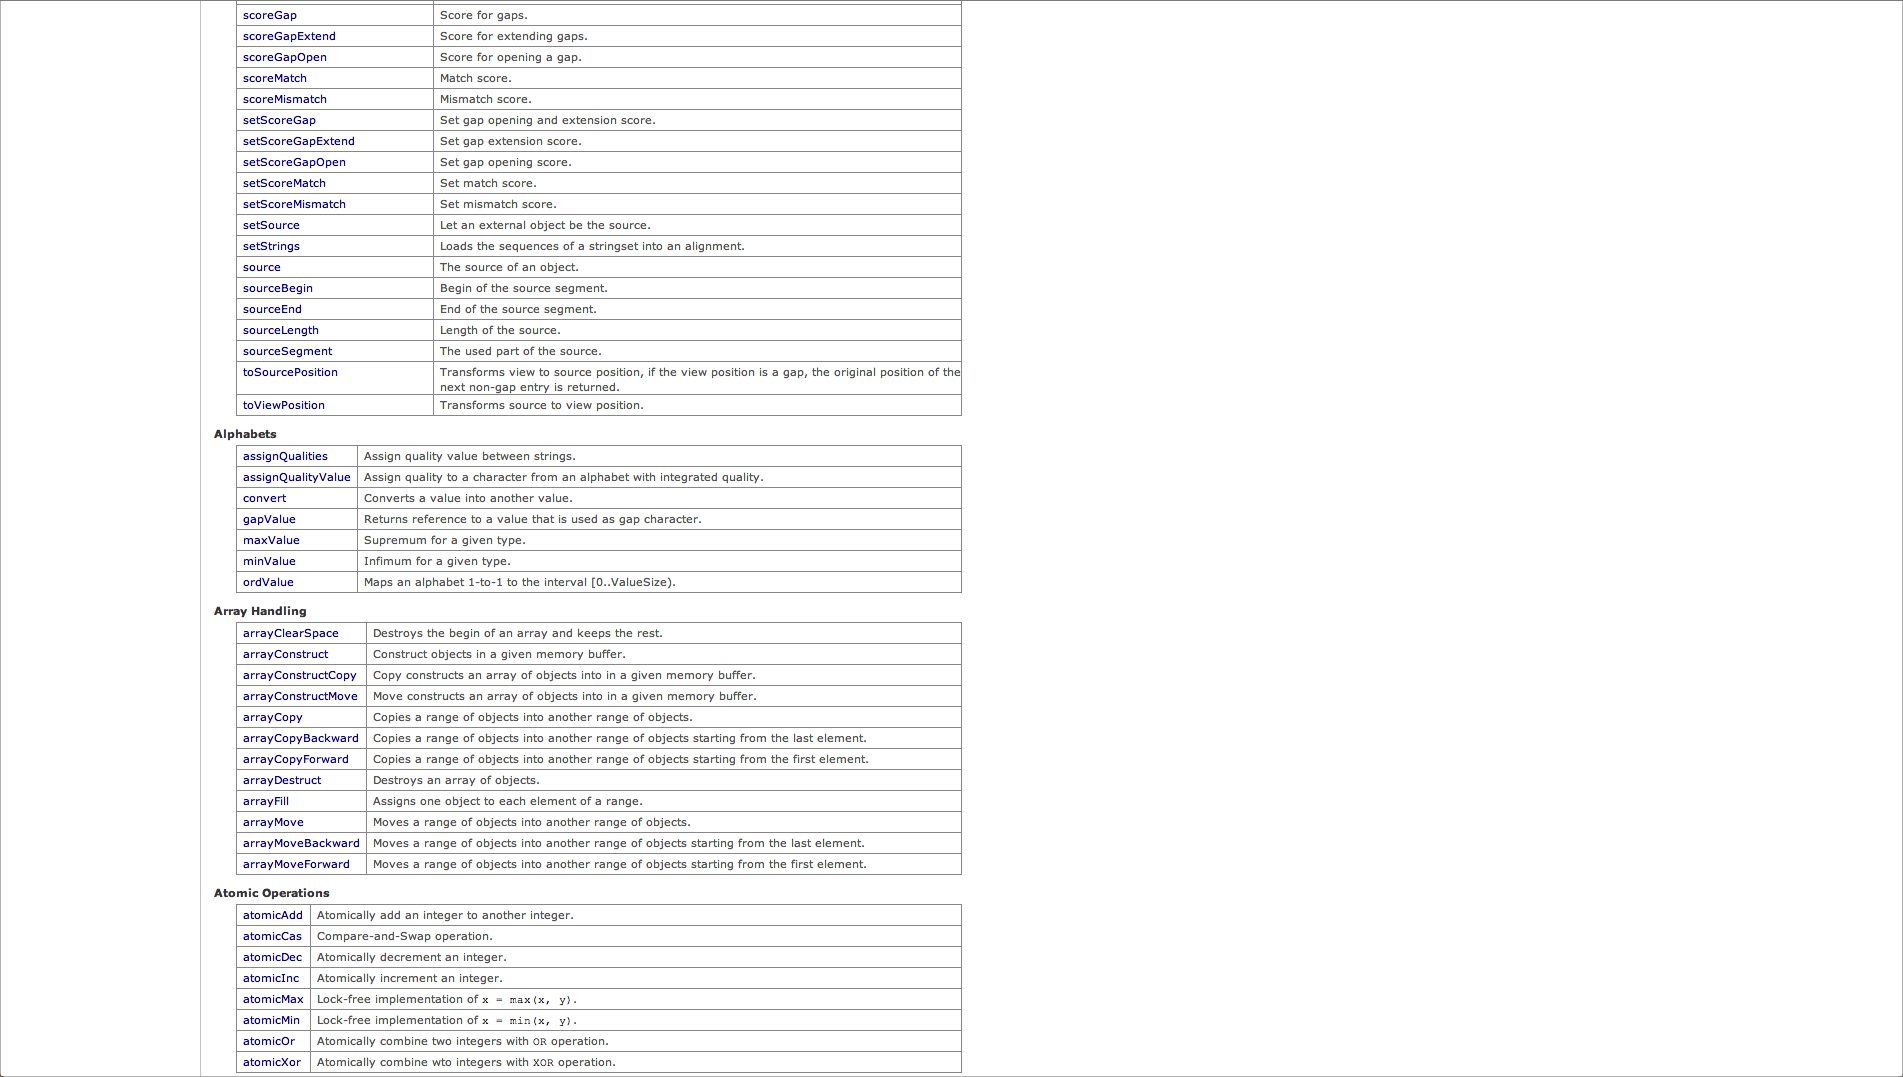 scoreGap Score for gaps.
scoreGapExtend Score for extending gaps.
scoreGapOpen Score for opening a gap.
scoreMatch Match score.
scoreMismatch Mismatch score.
setScoreGap Set gap opening and extension score.
setScoreGapExtend Set gap extension score.
setScoreGapOpen Set gap opening score.
setScoreMatch Set match score.
setScoreMismatch Set mismatch score.
setSource Let an external object be the source.
setStrings Loads the sequences of a stringset into an alignment.
source The source of an object.
sourceBegin Begin of the source segment.
sourceEnd End of the source segment.
sourceLength Length of the source.
sourceSegment The used part of the source.
toSourcePosition Transforms view to source position, if the view position is a gap, the original position of the
next non-gap entry is returned.
toViewPosition Transforms source to view position.
Alphabets
assignQualities Assign quality value between strings.
assignQualityValue Assign quality to a character from an alphabet with integrated quality.
convert Converts a value into another value.
gapValue Returns reference to a value that is used as gap character.
maxValue Supremum for a given type.
minValue Infimum for a given type.
ordValue Maps an alphabet 1-to-1 to the interval [0..ValueSize).
Array Handling
arrayClearSpace Destroys the begin of an array and keeps the rest.
arrayConstruct Construct objects in a given memory buffer.
arrayConstructCopy Copy constructs an array of objects into in a given memory buffer.
arrayConstructMove Move constructs an array of objects into in a given memory buffer.
arrayCopy Copies a range of objects into another range of objects.
arrayCopyBackward Copies a range of objects into another range of objects starting from the last element.
arrayCopyForward Copies a range of objects into another range of objects starting from the first element.
arrayDestruct Destroys an array of objects.
arrayFill Assigns one object to each element of a range.
arrayMove Moves a range of objects into another range of objects.
arrayMoveBackward Moves a range of objects into another range of objects starting from the last element.
arrayMoveForward Moves a range of objects into another range of objects starting from the first element.
Atomic Operations
atomicAdd Atomically add an integer to another integer.
atomicCas Compare-and-Swap operation.
atomicDec Atomically decrement an integer.
atomicInc Atomically increment an integer.
atomicMax Lock-free implementation of x = max(x, y).
atomicMin Lock-free implementation of x = min(x, y).
atomicOr Atomically combine two integers with OR operation.
atomicXor Atomically combine wto integers with XOR operation.